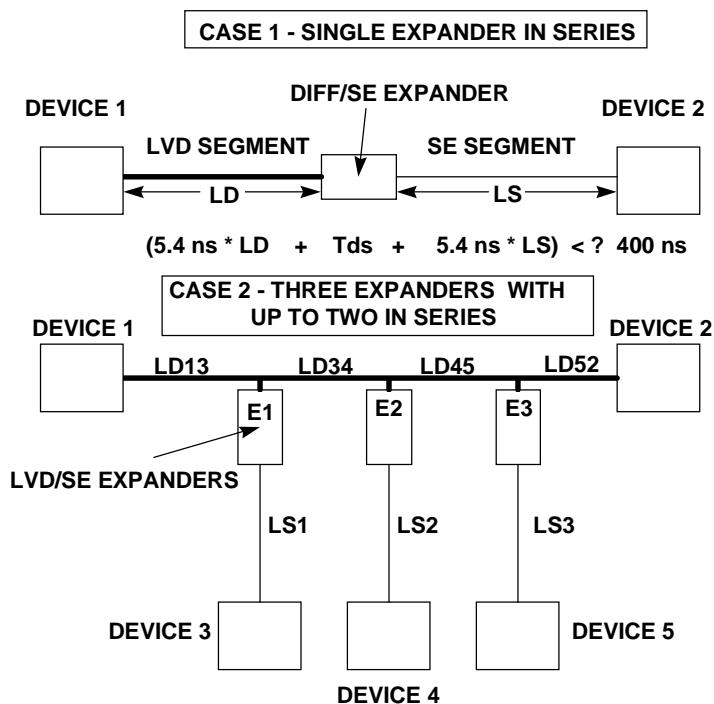 CASE 1 - SINGLE EXPANDER IN SERIES
DIFF/SE EXPANDER
DEVICE 1
DEVICE 2
LVD SEGMENT
SE SEGMENT
LD
LS
(5.4 ns * LD + Tds + 5.4 ns * LS) < ? 400 ns
CASE 2 - THREE EXPANDERS WITH
UP TO TWO IN SERIES
DEVICE 1
DEVICE 2
LD13
LD34
LD45
LD52
E1
E2
E3
LVD/SE EXPANDERS
LS1
LS2
LS3
DEVICE 3
DEVICE 5
DEVICE 4